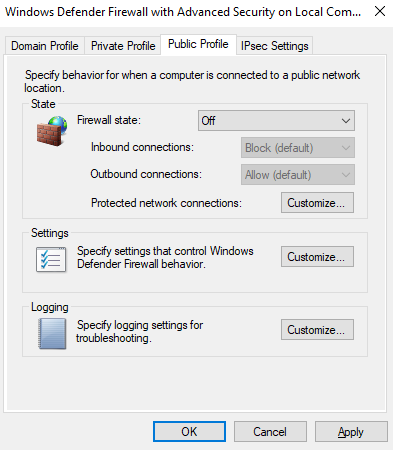 Windows Defender Firewall with Advanced Security on Local Com...
Domain Profile Private Profile Public Profile IPsec Settings
Specify behavior for when a computer is connected to a public network
location.
State
Firewall state: Off
Inbound connections: Block (default)
Outbound connections: Allow (default)
Protected network connections: Customize...
Settings
Specify settings that control Windows
Defender Firewall behavior.
Customize...
Logging
Specify logging settings for
troubleshooting.
Customize...
OK Cancel Apply